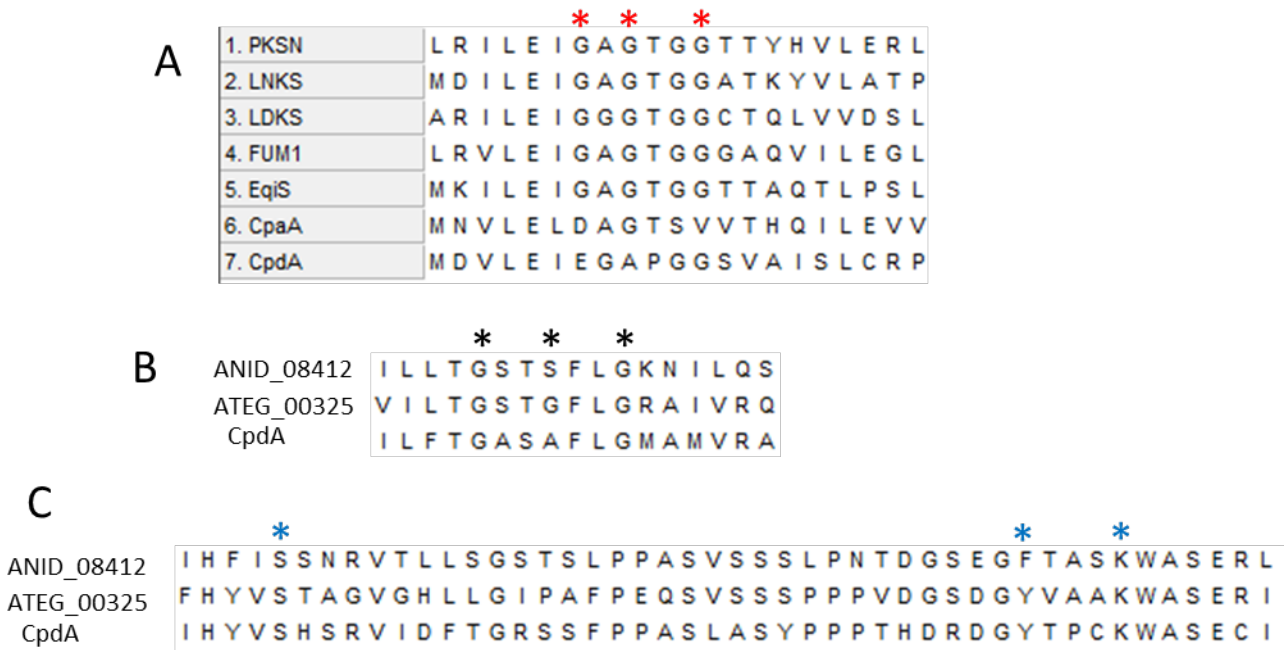 * * *
A
1. PKSN L R I L E I G A G T G G T T Y H V L E R L
2. LNKS M D I L E I G A G T G G A T K Y V L A T P
3. LDKS A R I L E I G G G T G G C T Q L V V D S L
4. FUM1 L R V L E I G A G T G G G A Q V I L E G L
5. EqiS M K I L E I G A G T G G T T A Q T L P S L
6. CpaA M N V L E L D A G T S V V T H Q I L E V V
7. CpdA M D V L E I E G A P G G S V A I S L C R P
* * *
B
ANID_08412 I L L T G S T S F L G K N I L Q S
ATEG_00325 V I L T G S T G F L G R A I V R Q
CpdA I L F T G A S A F L G M A M V R A
C
* * *
ANID_08412 I H F I S S N R V T L L S G S T S L P P A S V S S S L P N T D G S E G F T A S K W A S E R L
ATEG_00325 F H Y V S T A G V G H L L G I P A F P E Q S V S S S P P P V D G S D G Y V A A K W A S E R I
CpdA I H Y V S H S R V I D F T G R S S F P P A S L A S Y P P P T H D R D G Y T P C K W A S E C I